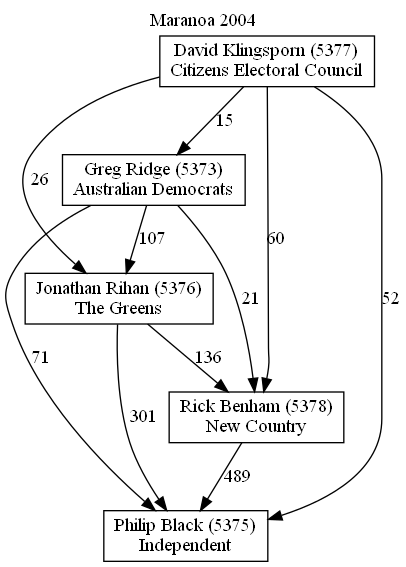 Maranoa 2004
David Klingsporn (5377)
Citizens Electoral Council
15
Greg Ridge (5373)
Australian Democrats
26
107
60
Jonathan Rihan (5376)
The Greens
21
52
71
136
301
Rick Benham (5378)
New Country
489
Philip Black (5375)
Independent